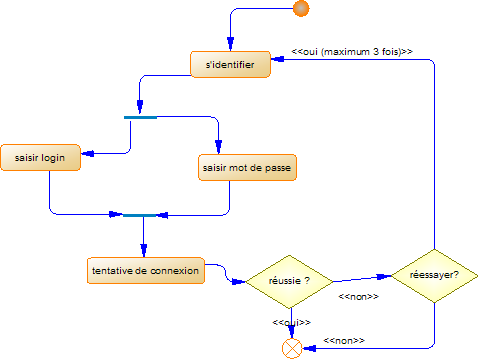 <<oui (maximum 3 fois)>>
s'identifier
saisir login
saisir mot de passe
tentative de connexion
réussie ?
réessayer?
<<non>>
<<oui>>
<<non>>